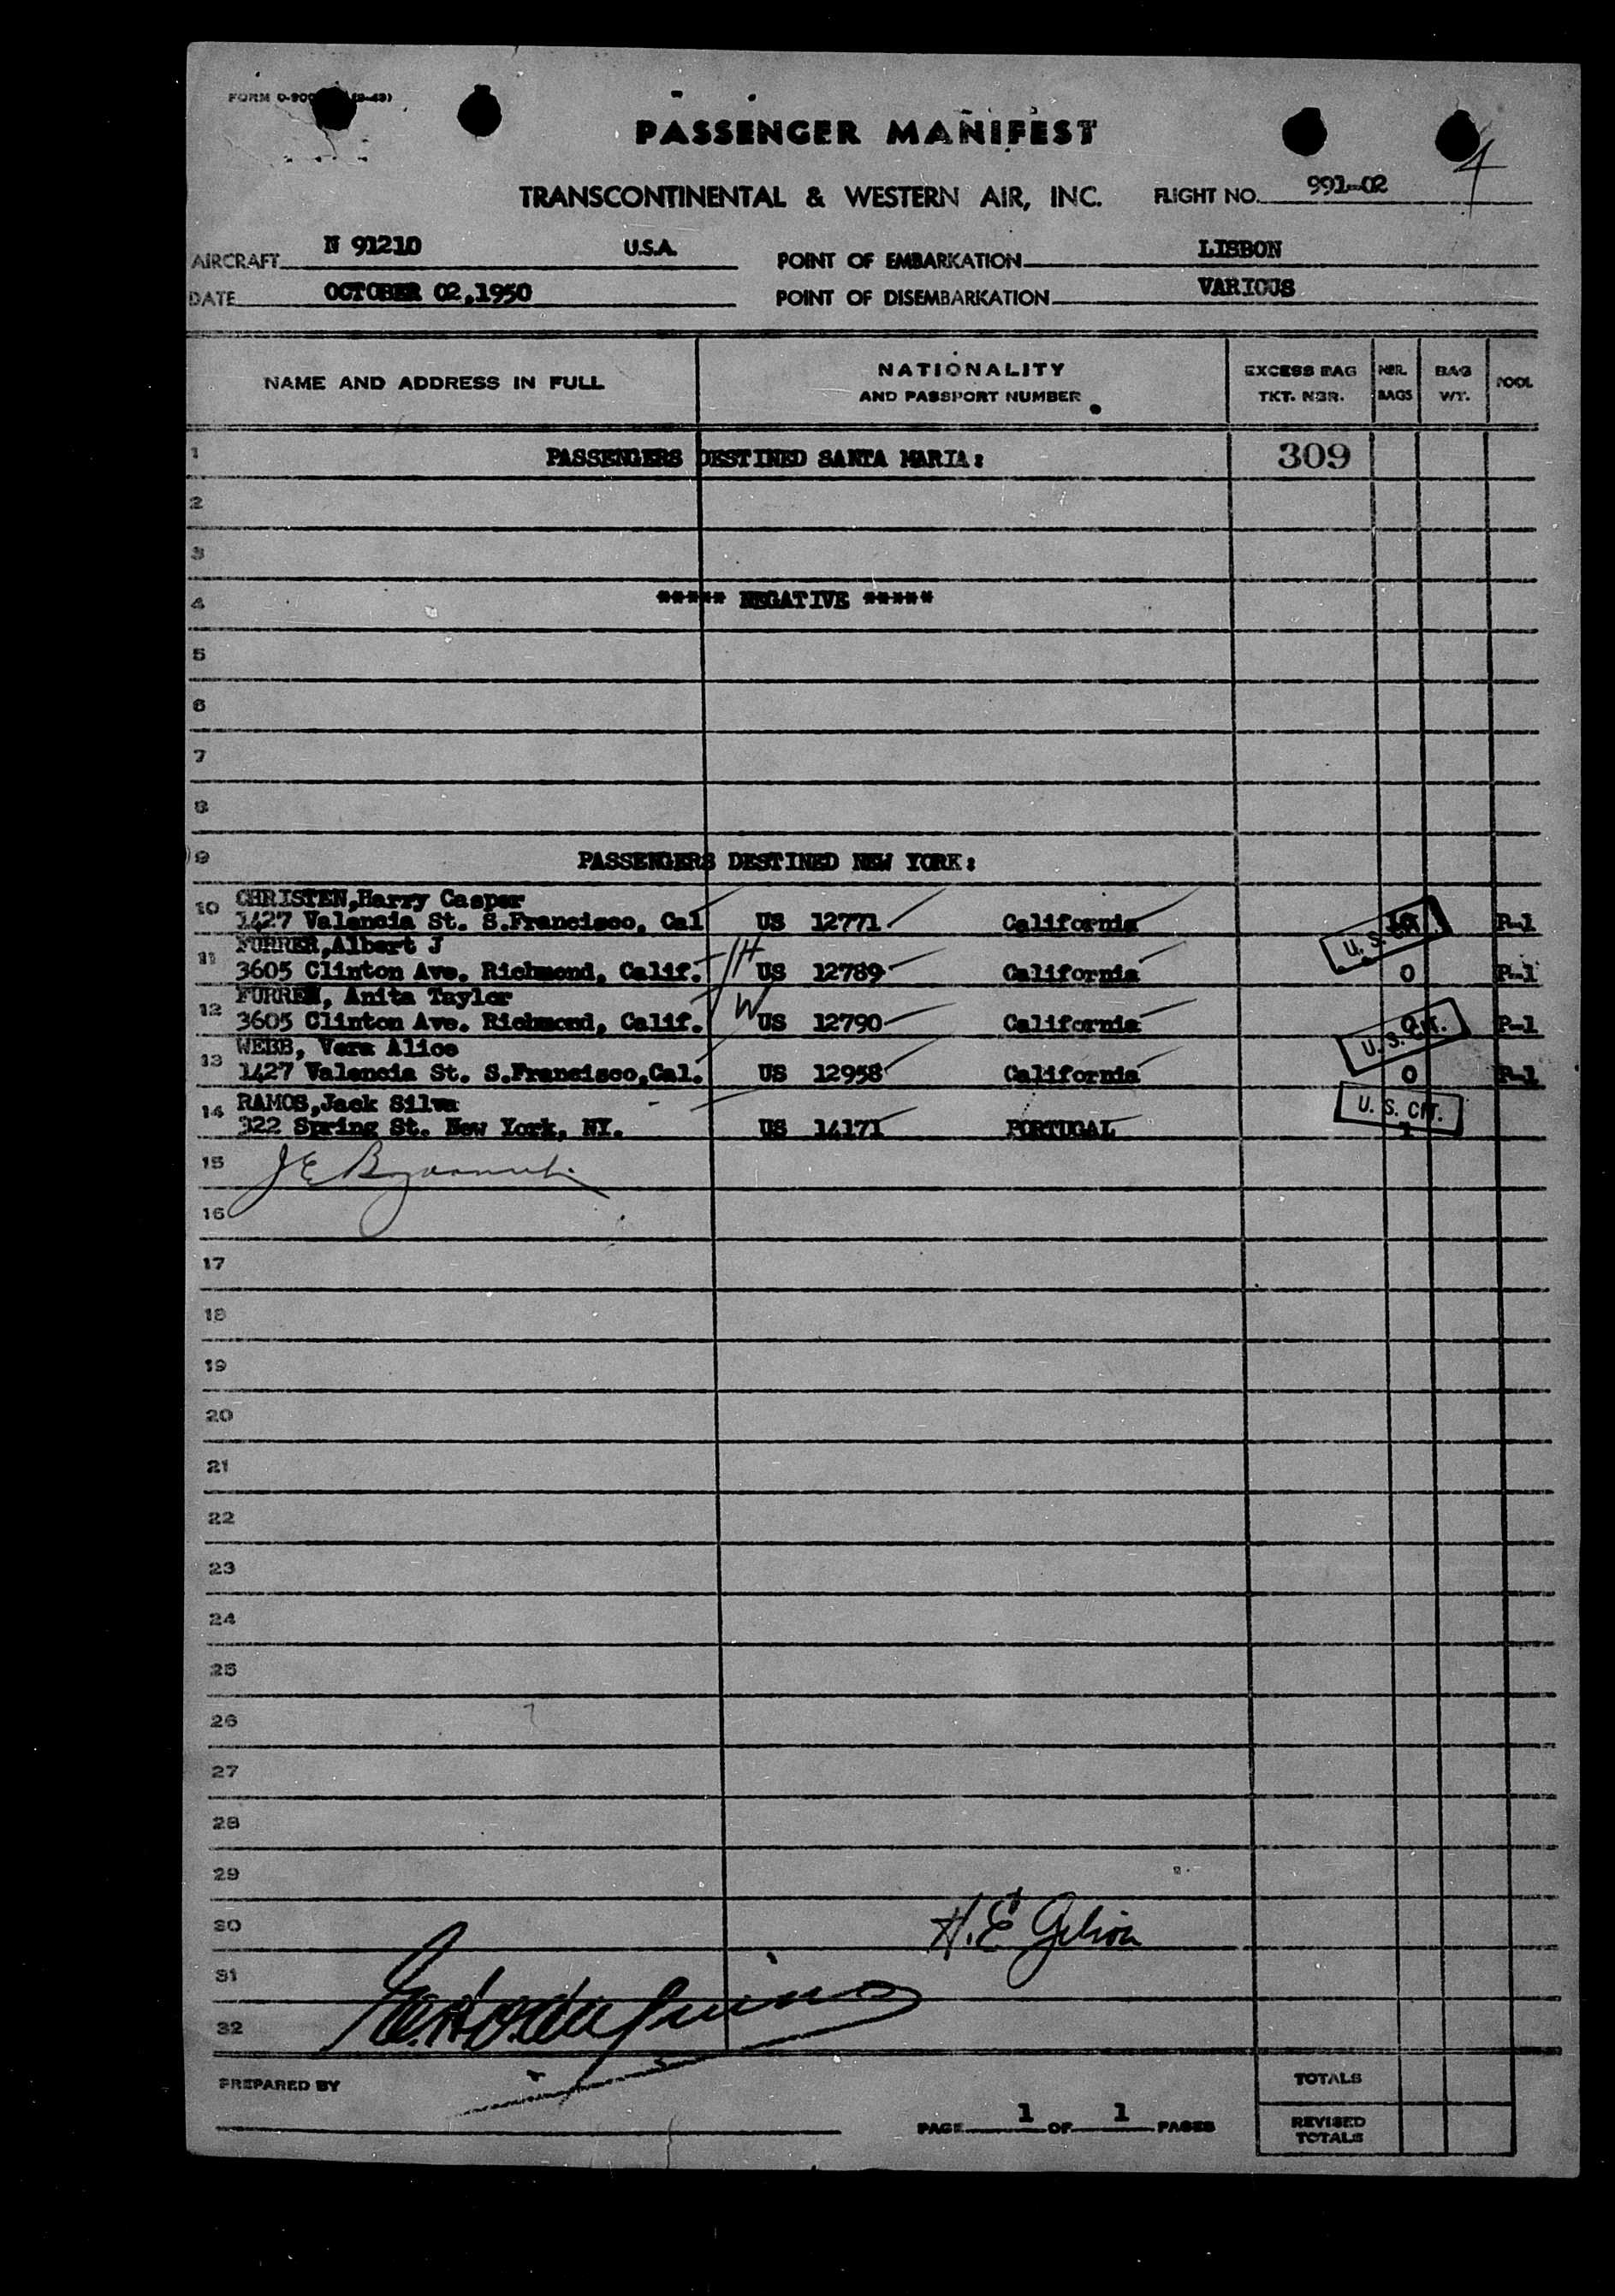 PASSENGER MANIFEST
4
TRANSCONTINENTAL & WESTERN AIR, INC. FLIGHT NO. 991-02
AIRCRAFT N 91210 U.S.A. POINT OF EMBARKATION LISBON
DATE OCTOBER 02,1950 POINT OF DISEMBARKATION VARIOUS
NAME AND ADDRESS IN FULL NATIONALITY AND PASSPORT NUMBER EXCESS BAG TKT. NBR. NBR. BAGS BAG WT. POOL
1 PASSENGERS DESTINED SANTA MARIA: 309
2
3
4 ***** NEGATIVE *****
5
6
7
8
9 PASSENGERS DESTINED NEW YORK:
CHRISTEN,Harry Casper
10 1427 Valencia St. S.Francisco, Cal US 12771 California P-1
FURRER,Albert J
11 3605 Clinton Ave. Richmond, Calif. H US 12789 California U. S. 0 P-1
FURRER, Anita Taylor
12 3605 Clinton Ave. Richmond, Calif. W US 12790 California 0 P-1
WEBB, Vera Alice
13 1427 Valencia St. S.Francisco,Cal. US 12958 California U. S. 0 P-1
RAMOS,Jack Silva U. S. CIT.
14 322 Spring St. New York, NY. US 14171 PORTUGAL
15
16
17
18
19
20
21
22
23
24
25
26
27
28
29
30 H. E.
31
32
PREPARED BY TOTALS
PAGE 1 OF 1 PAGES REVISED TOTALS